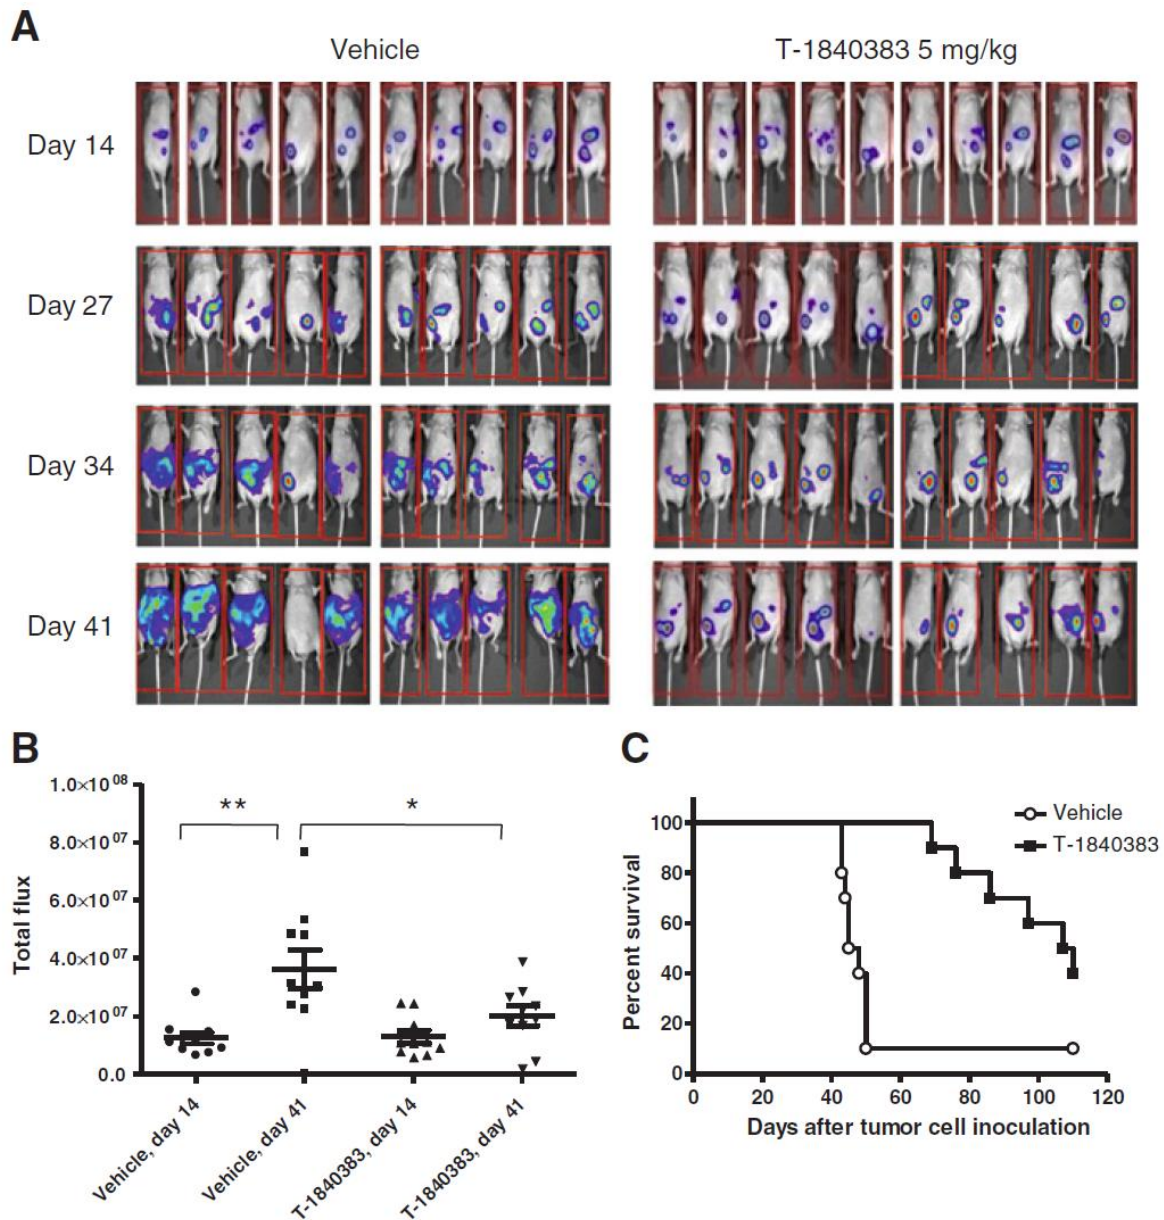 A
Vehicle
T-1840383 5 mg/kg
Day 14
Day 27
Day 34
Day 41
B
1.0×10 08
8.0×10 07
6.0×10 07
4.0×10 07
2.0×10 07
0.0
Total flux
**
*
Vehicle, day 14
Vehicle, day 41
T-1840383, day 14
T-1840383, day 41
C
Vehicle
T-1840383
100
80
60
40
20
0
Percent survival
0 20 40 60 80 100 120
Days after tumor cell inoculation